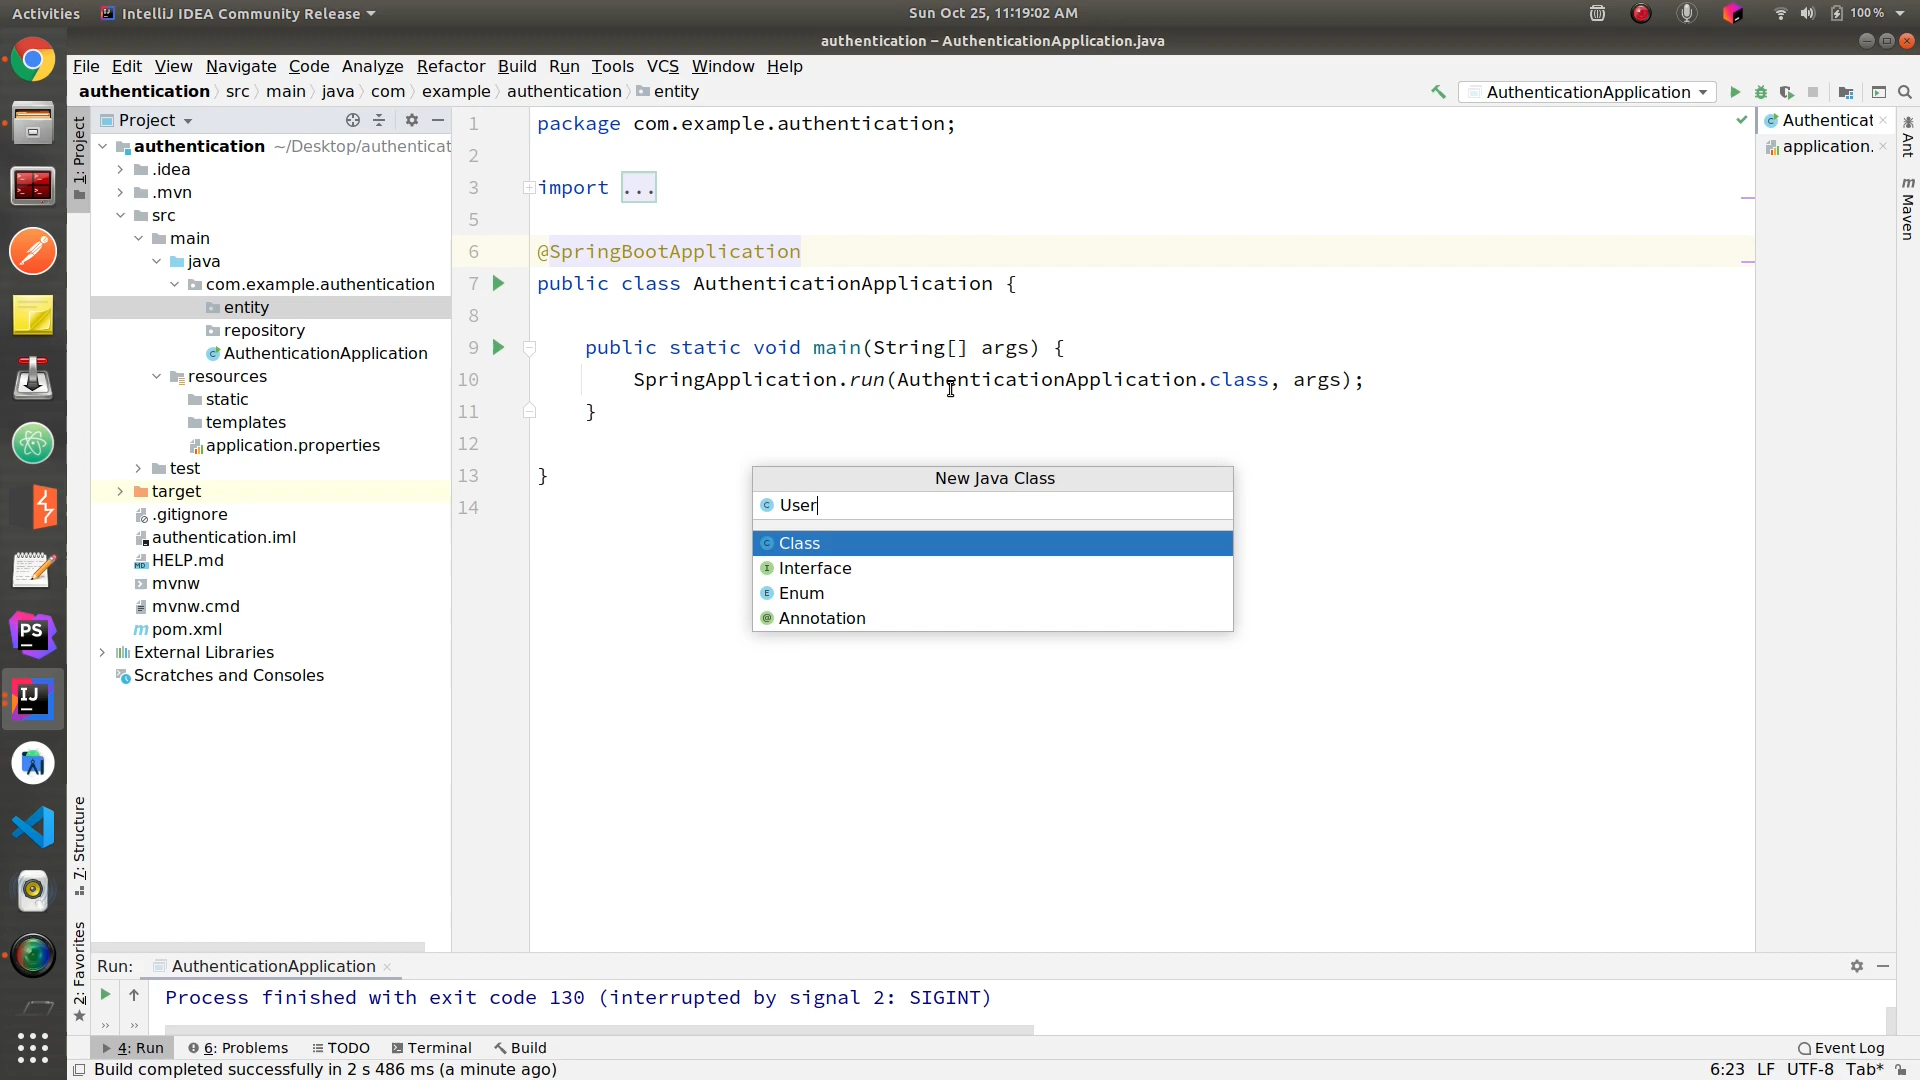 Activities IntelliJ IDEA Community Release Sun Oct 25, 11:19:02 AM 100 %
authentication – AuthenticationApplication.java
File Edit View Navigate Code Analyze Refactor Build Run Tools VCS Window Help
authentication src main java com example authentication entity AuthenticationApplication
1: Project
7: Structure
2: Favorites
Project
authentication ~/Desktop/authenticat
.idea
.mvn
src
main
java
com.example.authentication
entity
repository
AuthenticationApplication
resources
static
templates
application.properties
test
target
.gitignore
authentication.iml
HELP.md
mvnw
mvnw.cmd
pom.xml
External Libraries
Scratches and Consoles
1 package com.example.authentication;
2
3 import ...
5
6 @SpringBootApplication
7 public class AuthenticationApplication {
8
9 public static void main(String[] args) {
10 SpringApplication.run(AuthenticationApplication.class, args);
11 }
12
13 }
14
New Java Class
User
Class
Interface
Enum
Annotation
Authenticat
application.
Ant
Maven
Run: AuthenticationApplication
Process finished with exit code 130 (interrupted by signal 2: SIGINT)
4: Run 6: Problems TODO Terminal Build Event Log
Build completed successfully in 2 s 486 ms (a minute ago) 6:23 LF UTF-8 Tab*